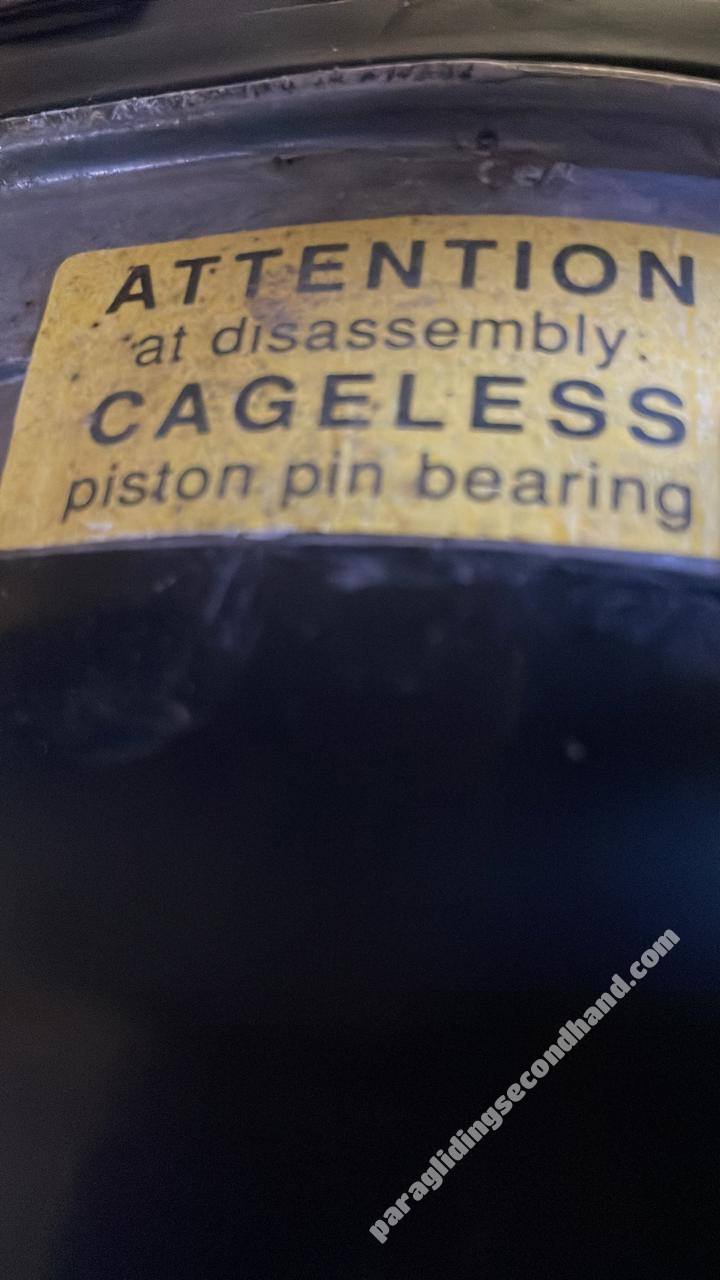 ATTENTION
at disassembly:
CAGELESS
piston pin bearing
paraglidingsecondhand.com